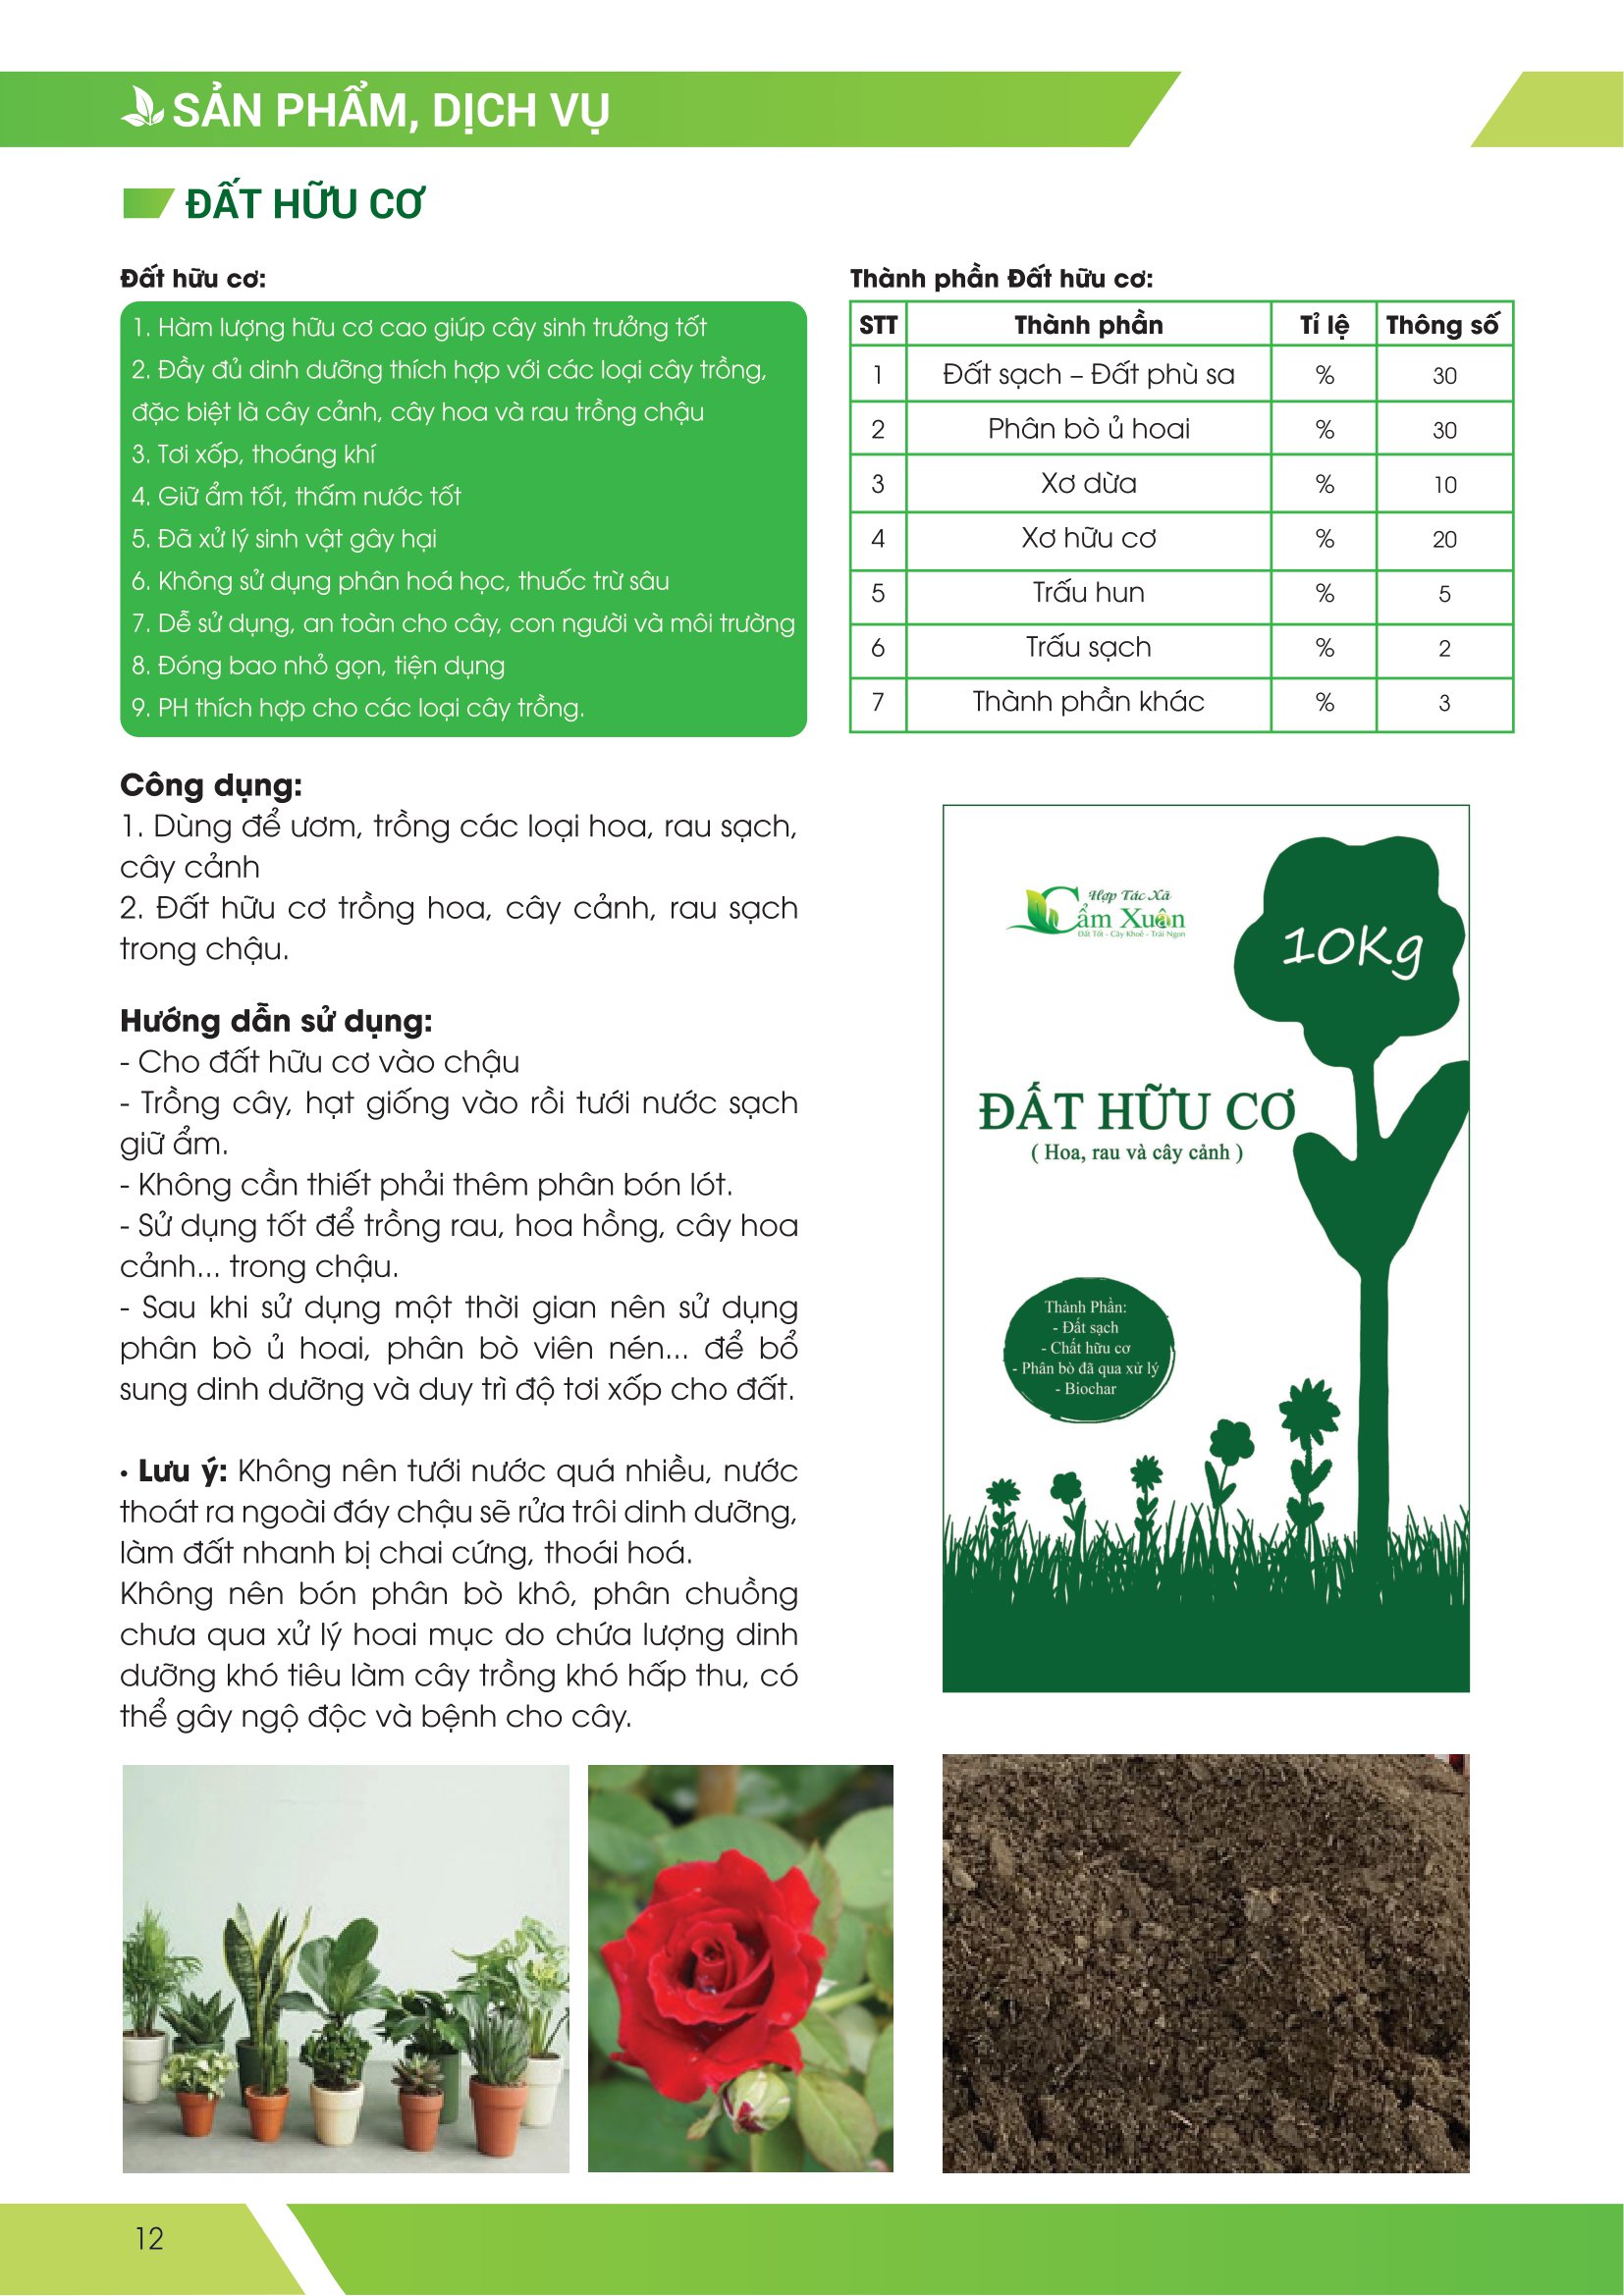 SẢN PHẨM, DỊCH VỤ
ĐẤT HỮU CƠ
Đất hữu cơ:
1. Hàm lượng hữu cơ cao giúp cây sinh trưởng tốt
2. Đầy đủ dinh dưỡng thích hợp với các loại cây trồng,
đặc biệt là cây cảnh, cây hoa và rau trồng chậu
3. Tơi xốp, thoáng khí
4. Giữ ẩm tốt, thấm nước tốt
5. Đã xử lý sinh vật gây hại
6. Không sử dụng phân hoá học, thuốc trừ sâu
7. Dễ sử dụng, an toàn cho cây, con người và môi trường
8. Đóng bao nhỏ gọn, tiện dụng
9. PH thích hợp cho các loại cây trồng.
Thành phần Đất hữu cơ:
STT Thành phần Tỉ lệ Thông số
1 Đất sạch – Đất phù sa % 30
2 Phân bò ủ hoai % 30
3 Xơ dừa % 10
4 Xơ hữu cơ % 20
5 Trấu hun % 5
6 Trấu sạch % 2
7 Thành phần khác % 3
Công dụng:
1. Dùng để ươm, trồng các loại hoa, rau sạch,
cây cảnh
2. Đất hữu cơ trồng hoa, cây cảnh, rau sạch
trong chậu.
Hướng dẫn sử dụng:
- Cho đất hữu cơ vào chậu
- Trồng cây, hạt giống vào rồi tưới nước sạch
giữ ẩm.
- Không cần thiết phải thêm phân bón lót.
- Sử dụng tốt để trồng rau, hoa hồng, cây hoa
cảnh... trong chậu.
- Sau khi sử dụng một thời gian nên sử dụng
phân bò ủ hoai, phân bò viên nén... để bổ
sung dinh dưỡng và duy trì độ tơi xốp cho đất.
• Lưu ý: Không nên tưới nước quá nhiều, nước
thoát ra ngoài đáy chậu sẽ rửa trôi dinh dưỡng,
làm đất nhanh bị chai cứng, thoái hoá.
Không nên bón phân bò khô, phân chuồng
chưa qua xử lý hoai mục do chứa lượng dinh
dưỡng khó tiêu làm cây trồng khó hấp thu, có
thể gây ngộ độc và bệnh cho cây.
Hợp Tác Xã
Cẩm Xuân
Đất Tốt - Cây Khoẻ - Trái Ngon
10Kg
ĐẤT HỮU CƠ
( Hoa, rau và cây cảnh )
Thành Phần:
- Đất sạch
- Chất hữu cơ
- Phân bò đã qua xử lý
- Biochar
12